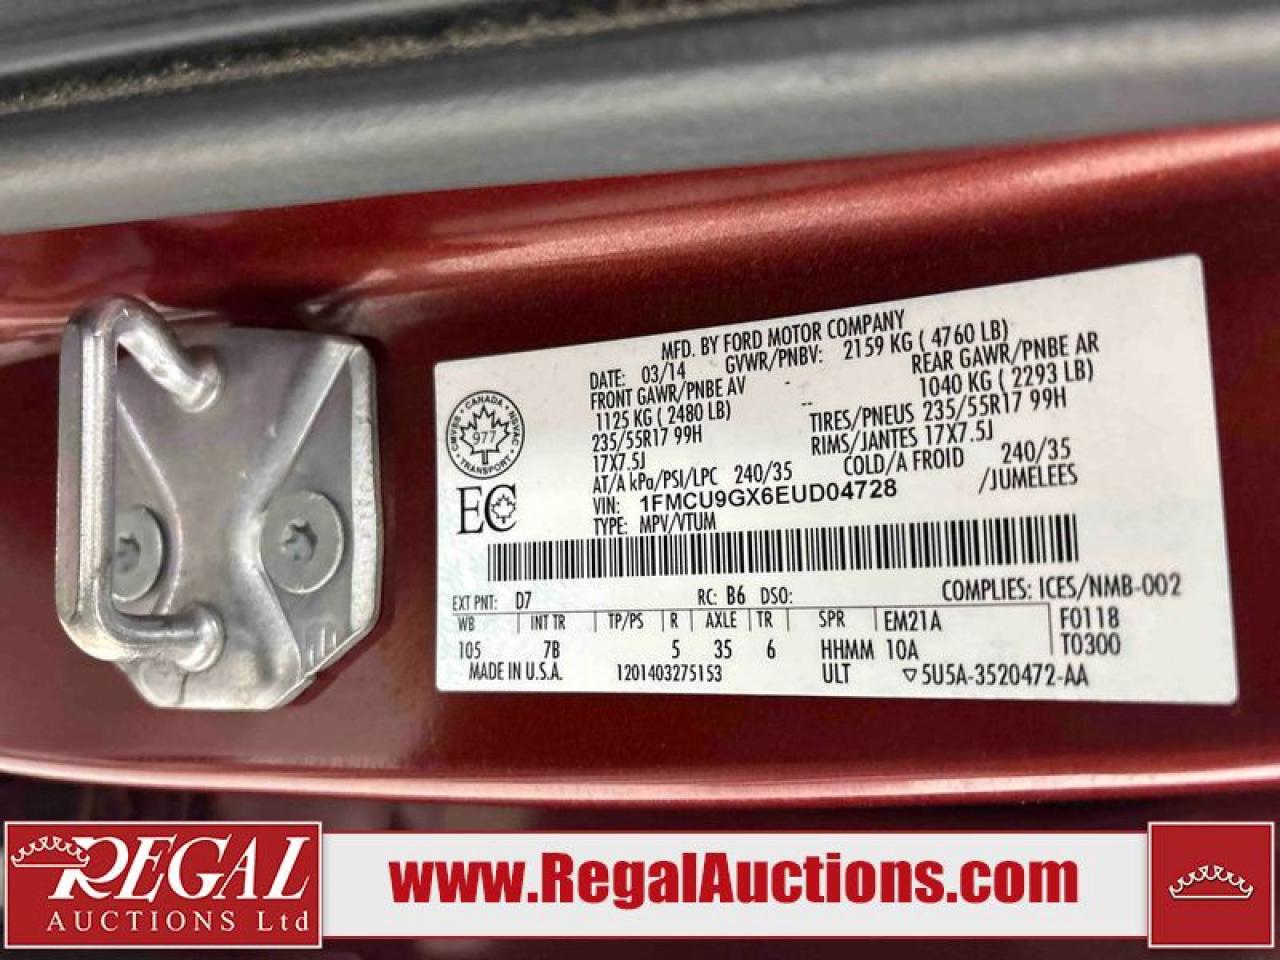 MFD. BY FORD MOTOR COMPANY
DATE: 03/14 GVWR/PNBV: 2159 KG ( 4760 LB)
FRONT GAWR/PNBE AV - REAR GAWR/PNBE AR
1125 KG ( 2480 LB) -- 1040 KG ( 2293 LB)
235/55R17 99H TIRES/PNEUS 235/55R17 99H
17X7.5J RIMS/JANTES 17X7.5J
AT/A kPa/PSI/LPC 240/35 COLD/A FROID 240/35
VIN: 1FMCU9GX6EUD04728 /JUMELEES
TYPE: MPV/VTUM
CANADA
CMVSS NSVAC
977
TRANSPORT
EC
EXT PNT: D7 RC: B6 DSO: COMPLIES: ICES/NMB-002
WB INT TR TP/PS R AXLE TR SPR EM21A F0118
105 7B 5 35 6 HHMM 10A T0300
MADE IN U.S.A. 1201403275153 ULT ▽5U5A-3520472-AA
REGAL
AUCTIONS Ltd
www.RegalAuctions.com